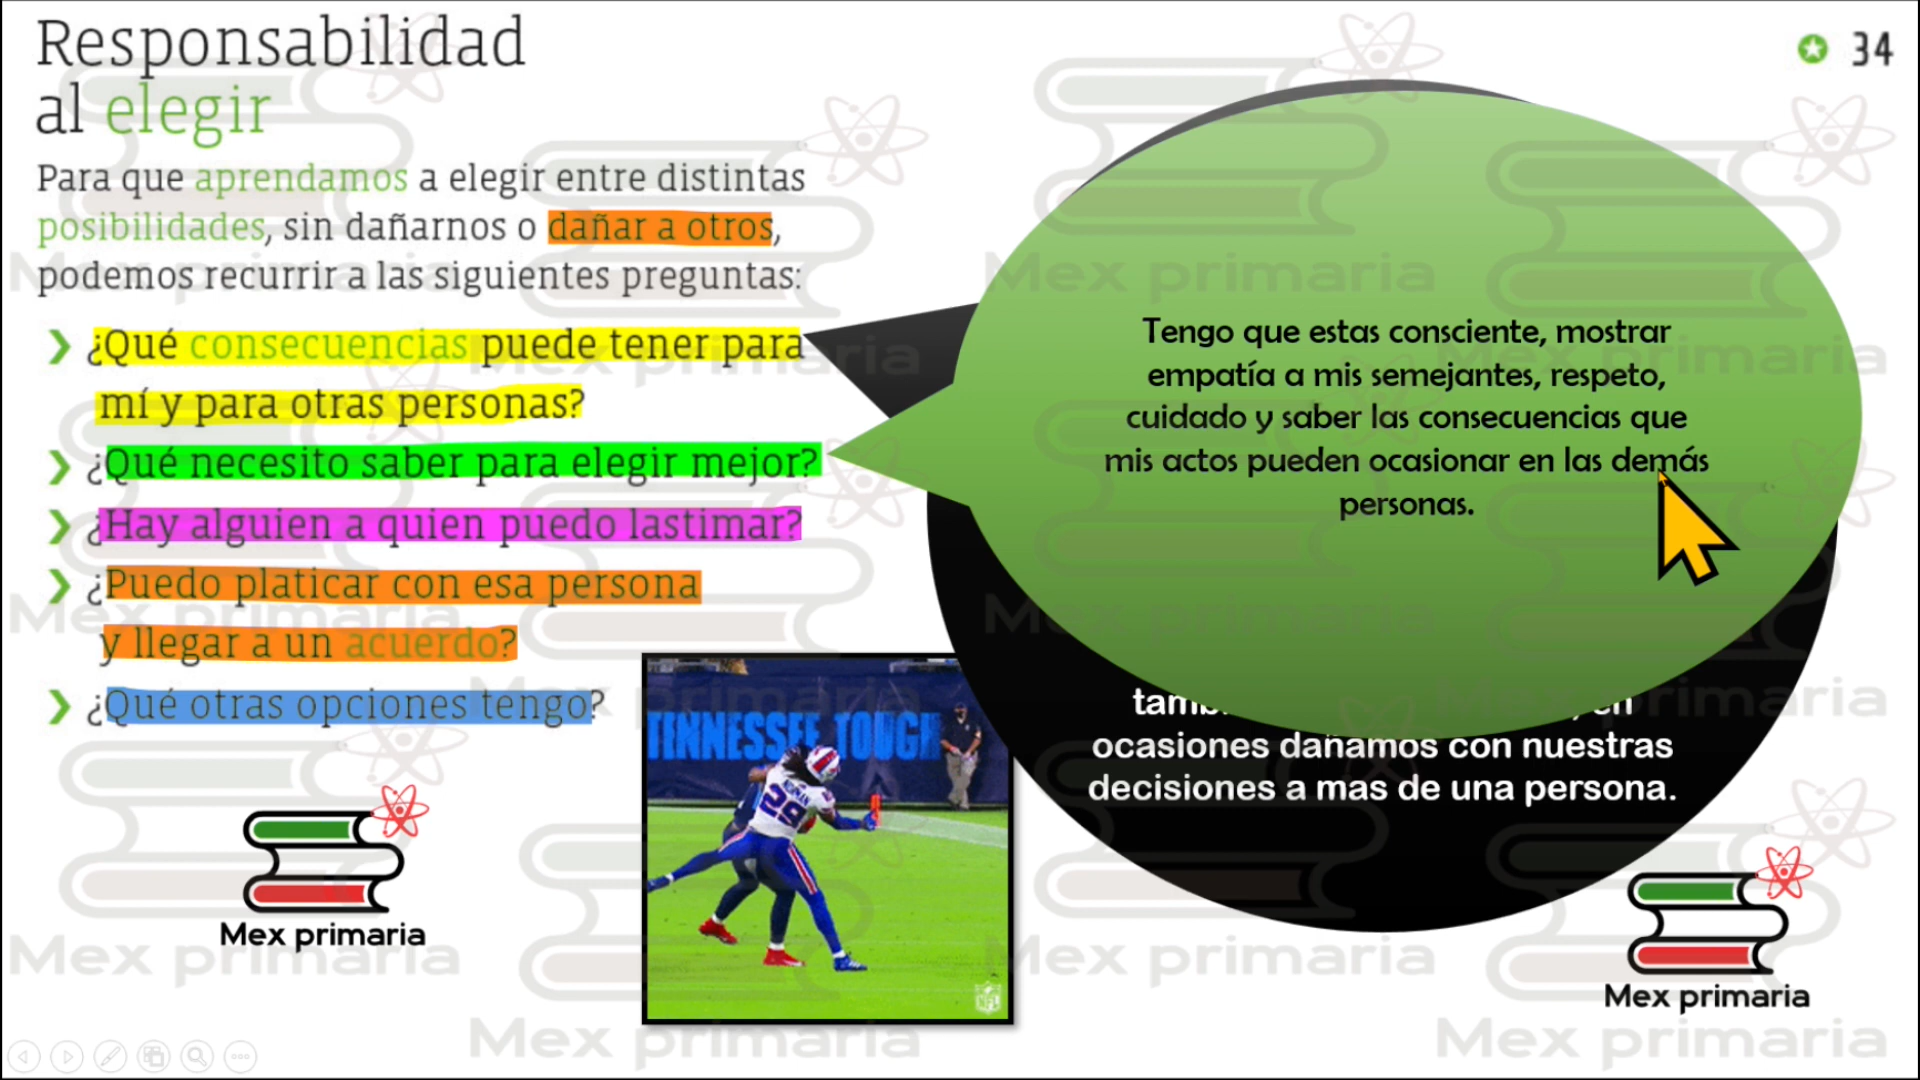 Responsabilidad
al elegir
34
Para que aprendamos a elegir entre distintas
posibilidades, sin dañarnos o dañar a otros,
podemos recurrir a las siguientes preguntas:
¿Qué consecuencias puede tener para
mí y para otras personas?
¿Qué necesito saber para elegir mejor?
¿Hay alguien a quien puedo lastimar?
¿Puedo platicar con esa persona
y llegar a un acuerdo?
¿Qué otras opciones tengo?
Tengo que estas consciente, mostrar
empatía a mis semejantes, respeto,
cuidado y saber las consecuencias que
mis actos pueden ocasionar en las demás
personas.
en
ocasiones dañamos con nuestras
decisiones a mas de una persona.
TENNESSEE TOUGH
NORMAN
29
NFL
Mex primaria
Mex primaria